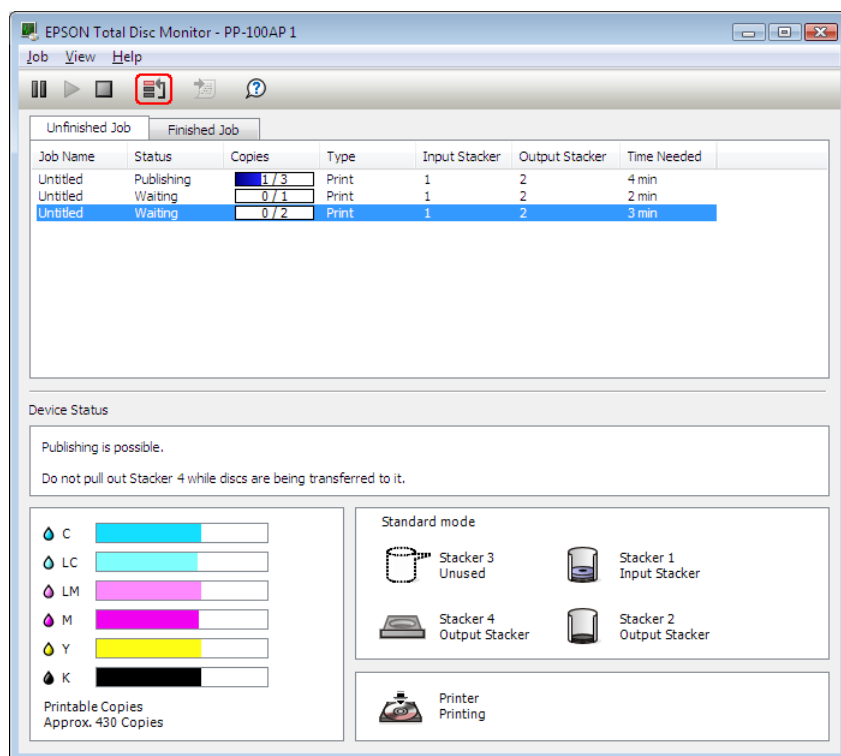 EPSON Total Disc Monitor - PP-100AP 1
Job View Help
Unfinished Job Finished Job
Job Name Status Copies Type Input Stacker Output Stacker Time Needed
Untitled Publishing 1 / 3 Print 1 2 4 min
Untitled Waiting 0 / 1 Print 1 2 2 min
Untitled Waiting 0 / 2 Print 1 2 3 min
Device Status
Publishing is possible.
Do not pull out Stacker 4 while discs are being transferred to it.
C
LC
LM
M
Y
K
Printable Copies
Approx. 430 Copies
Standard mode
Stacker 3
Unused
Stacker 1
Input Stacker
Stacker 4
Output Stacker
Stacker 2
Output Stacker
Printer
Printing